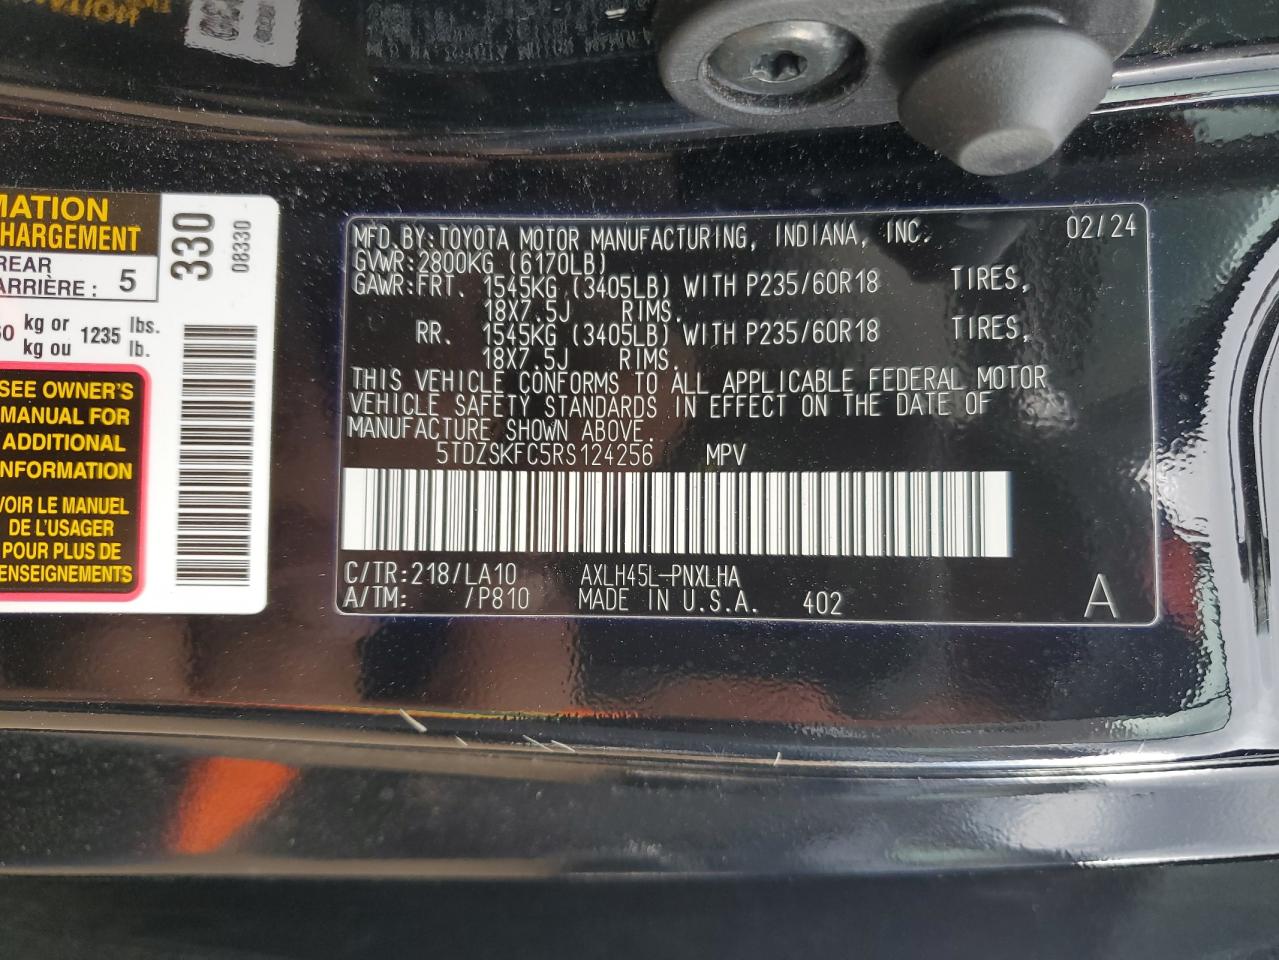 MATION
HARGEMENT
REAR
ARRIÈRE : 5
60 kg or 1235 lbs.
kg ou lb.
SEE OWNER'S
MANUAL FOR
ADDITIONAL
INFORMATION
VOIR LE MANUEL
DE L'USAGER
POUR PLUS DE
ENSEIGNEMENTS
330
08330
MFD.BY:TOYOTA MOTOR MANUFACTURING, INDIANA, INC. 02/24
GVWR:2800KG (6170LB)
GAWR:FRT. 1545KG (3405LB) WITH P235/60R18 TIRES,
18X7.5J RIMS.
RR. 1545KG (3405LB) WITH P235/60R18 TIRES,
18X7.5J RIMS.
THIS VEHICLE CONFORMS TO ALL APPLICABLE FEDERAL MOTOR
VEHICLE SAFETY STANDARDS IN EFFECT ON THE DATE OF
MANUFACTURE SHOWN ABOVE.
5TDZSKFC5RS124256 MPV
C/TR:218/LA10 AXLH45L-PNXLHA
A/TM: /P810 MADE IN U.S.A. 402 A